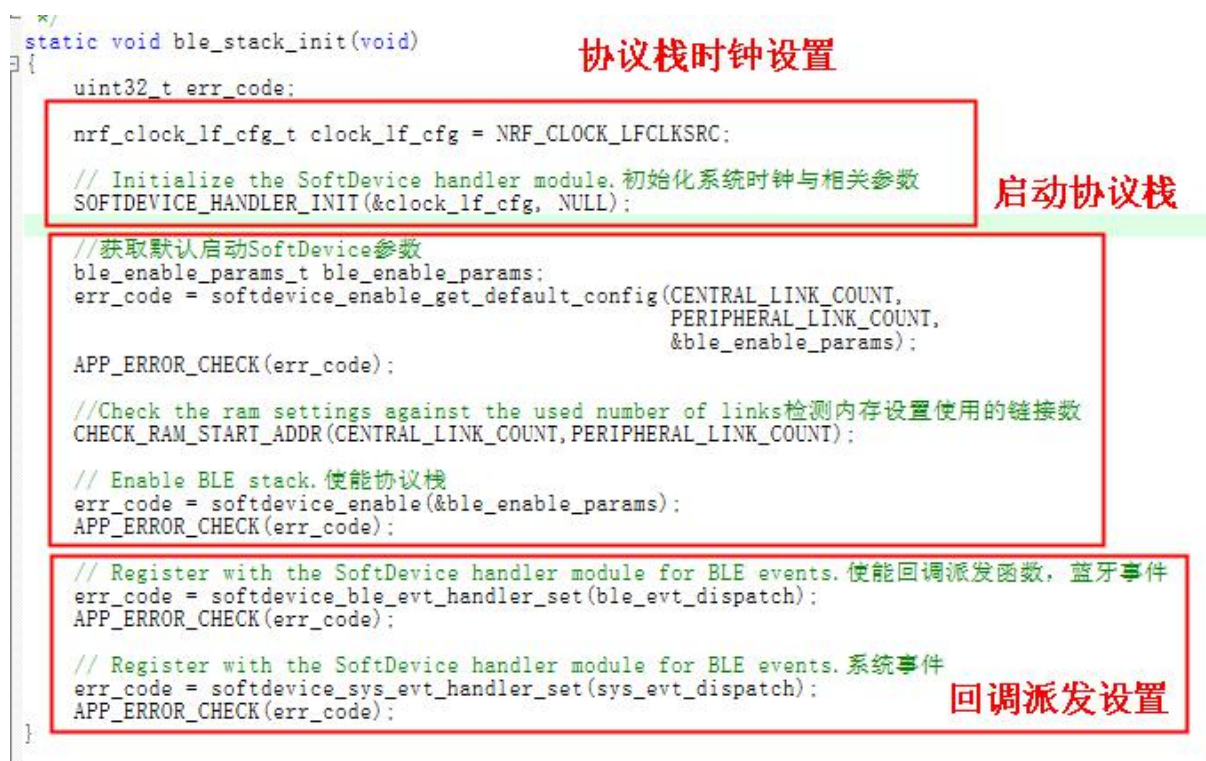 */
static void ble_stack_init(void)
协议栈时钟设置
{
uint32_t err_code;
nrf_clock_lf_cfg_t clock_lf_cfg = NRF_CLOCK_LFCLKSRC;
// Initialize the SoftDevice handler module.初始化系统时钟与相关参数
SOFTDEVICE_HANDLER_INIT(&clock_lf_cfg, NULL);
启动协议栈
//获取默认启动SoftDevice参数
ble_enable_params_t ble_enable_params;
err_code = softdevice_enable_get_default_config(CENTRAL_LINK_COUNT,
PERIPHERAL_LINK_COUNT,
&ble_enable_params);
APP_ERROR_CHECK(err_code);
//Check the ram settings against the used number of links检测内存设置使用的链接数
CHECK_RAM_START_ADDR(CENTRAL_LINK_COUNT,PERIPHERAL_LINK_COUNT);
// Enable BLE stack.使能协议栈
err_code = softdevice_enable(&ble_enable_params);
APP_ERROR_CHECK(err_code);
// Register with the SoftDevice handler module for BLE events.使能回调派发函数，蓝牙事件
err_code = softdevice_ble_evt_handler_set(ble_evt_dispatch);
APP_ERROR_CHECK(err_code);
// Register with the SoftDevice handler module for BLE events.系统事件
err_code = softdevice_sys_evt_handler_set(sys_evt_dispatch);
APP_ERROR_CHECK(err_code);
回调派发设置
}